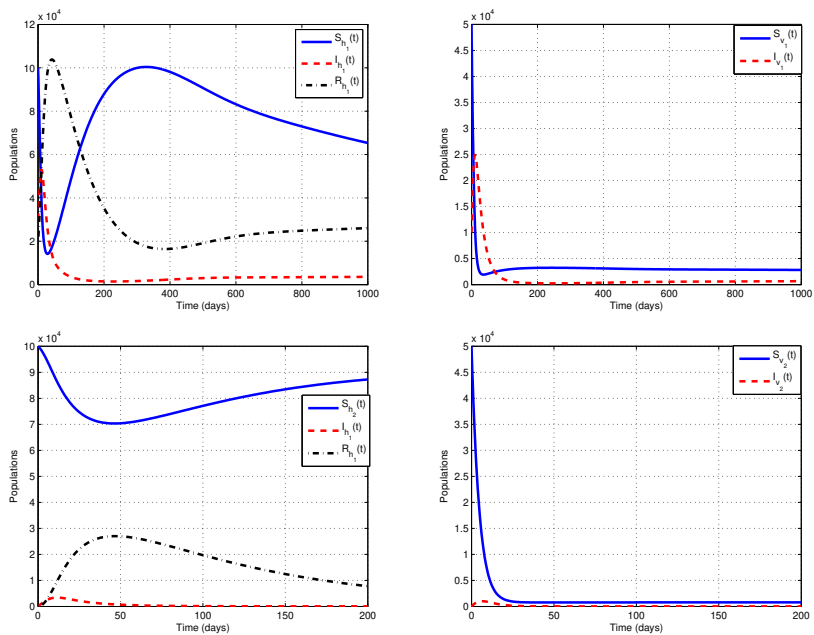 x 10^4
12
10
8
6
4
2
0
0 200 400 600 800 1000
Time (days)
Populations
S_{h_1}(t)
I_{h_1}(t)
R_{h_1}(t)
x 10^4
5
4.5
4
3.5
3
2.5
2
1.5
1
0.5
0
0 200 400 600 800 1000
Time (days)
Populations
S_{v_1}(t)
I_{v_1}(t)
x 10^4
10
9
8
7
6
5
4
3
2
1
0
0 50 100 150 200
Time (days)
Populations
S_{h_2}(t)
I_{h_1}(t)
R_{h_1}(t)
x 10^4
5
4.5
4
3.5
3
2.5
2
1.5
1
0.5
0
0 50 100 150 200
Time (days)
Populations
S_{v_2}(t)
I_{v_2}(t)